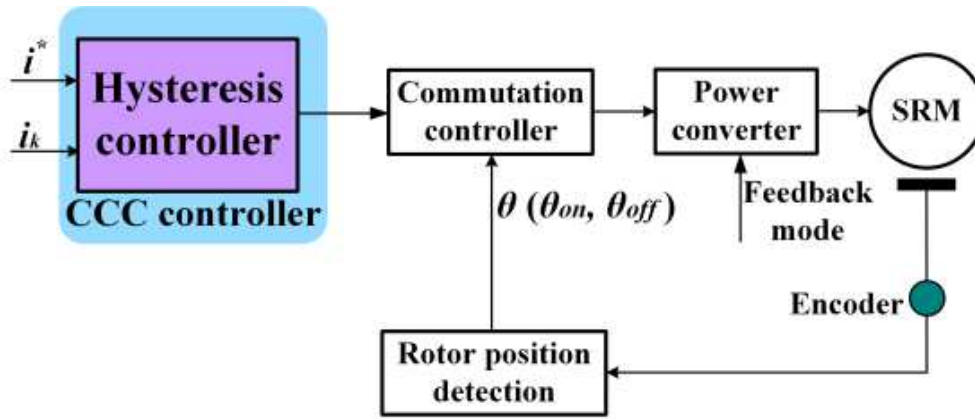 i*
ik
Hysteresis
controller
CCC controller
Commutation
controller
Power
converter
SRM
θ (θon, θoff)
Feedback
mode
Encoder
Rotor position
detection